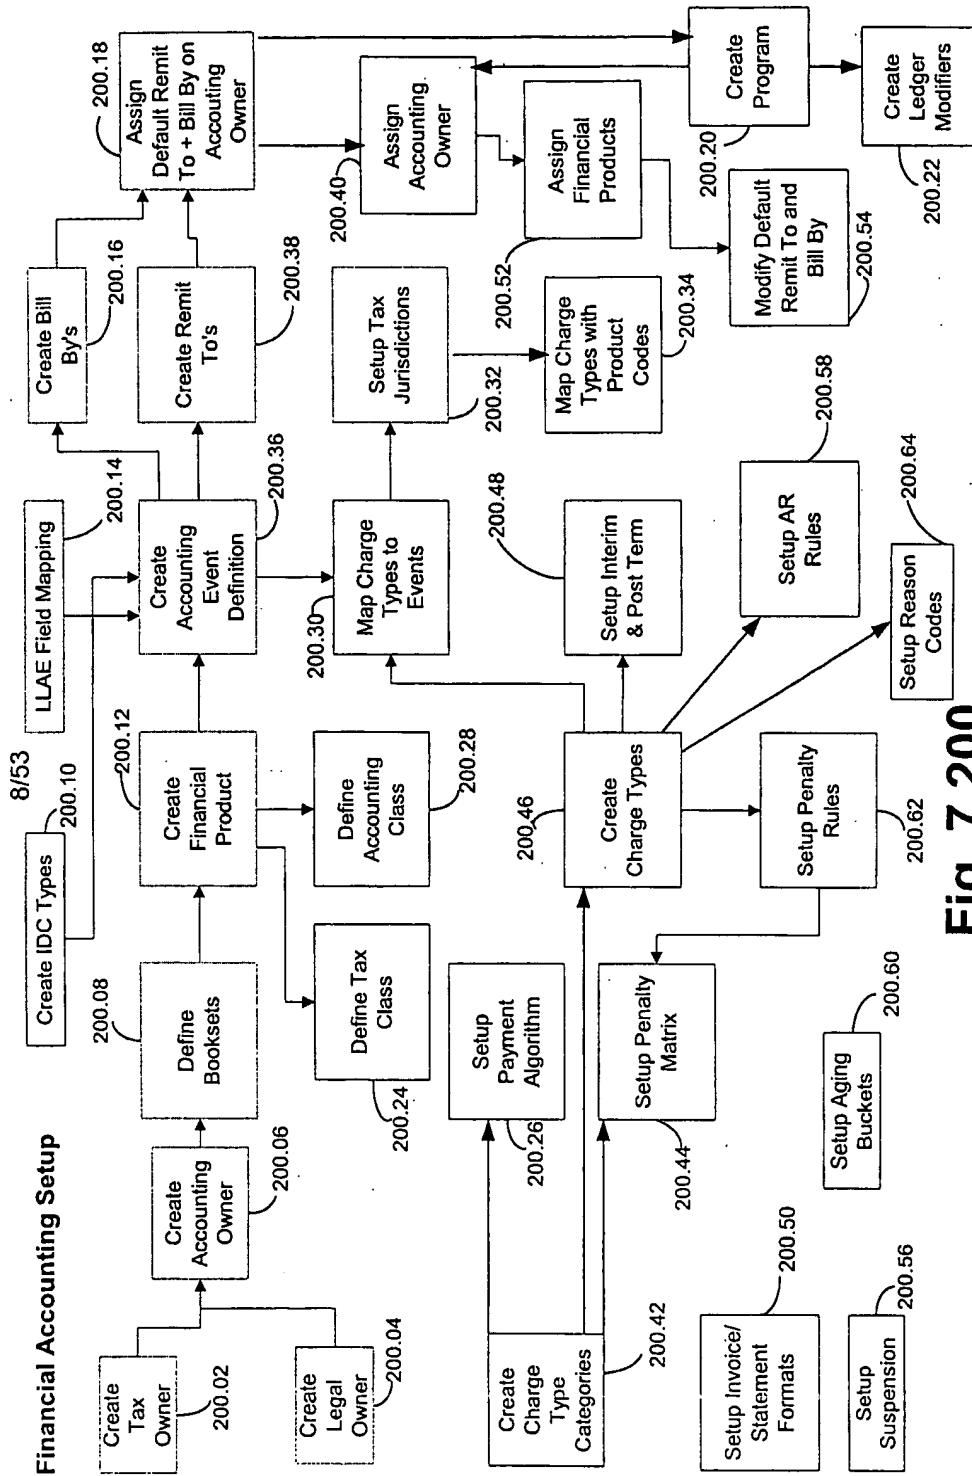 8/53
Financial Accounting Setup
Create
Tax
Owner
200.02
Create
Legal
Owner
200.04
Create
Accounting
Owner
200.06
Define
Booksets
200.08
Create IDC Types
200.10
Create
Financial
Product
200.12
LLAE Field Mapping
200.14
Create
Accounting
Event
Definition
200.36
Create Bill
By's
200.16
Create Remit
To's
200.38
Assign
Default Remit
To + Bill By on
Accouting
Owner
200.18
Define Tax
Class
200.24
Define
Accounting
Class
200.28
Map Charge
Types to
Events
200.30
Setup Tax
Jurisdictions
200.32
Assign
Accounting
Owner
200.40
Create Charge
Type
Categories
200.42
Setup
Payment
Algorithm
200.26
Setup Penalty
Matrix
200.44
Create
Charge Types
200.46
Setup Interim
& Post Term
200.48
Map Charge
Types with
Product
Codes
200.34
Assign
Financial
Products
200.52
Create
Program
200.20
Setup Invoice/
Statement
Formats
200.50
Setup
Suspension
200.56
Setup Aging
Buckets
200.60
Setup Penalty
Rules
200.62
Setup AR
Rules
200.58
Setup Reason
Codes
200.64
Modify Default
Remit To and
Bill By
200.54
Create
Ledger
Modifiers
200.22
Fig. 7.200